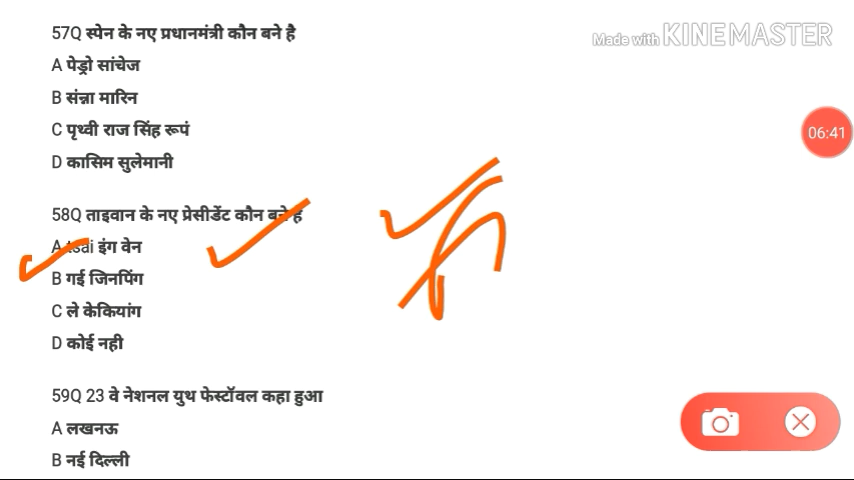 57Q स्पेन के नए प्रधानमंत्री कौन बने है
Made with KINEMASTER
A पेड्रो सांचेज
B संन्ना मारिन
06:41
C पृथ्वी राज सिंह रूपं
D कासिम सुलेमानी
58Q ताइवान के नए प्रेसीडेंट कौन बने है
A tsai इंग वेन
B गई जिनपिंग
C ले केकियांग
D कोई नही
59Q 23 वे नेशनल युथ फेस्टॉवल कहा हुआ
A लखनऊ
B नई दिल्ली